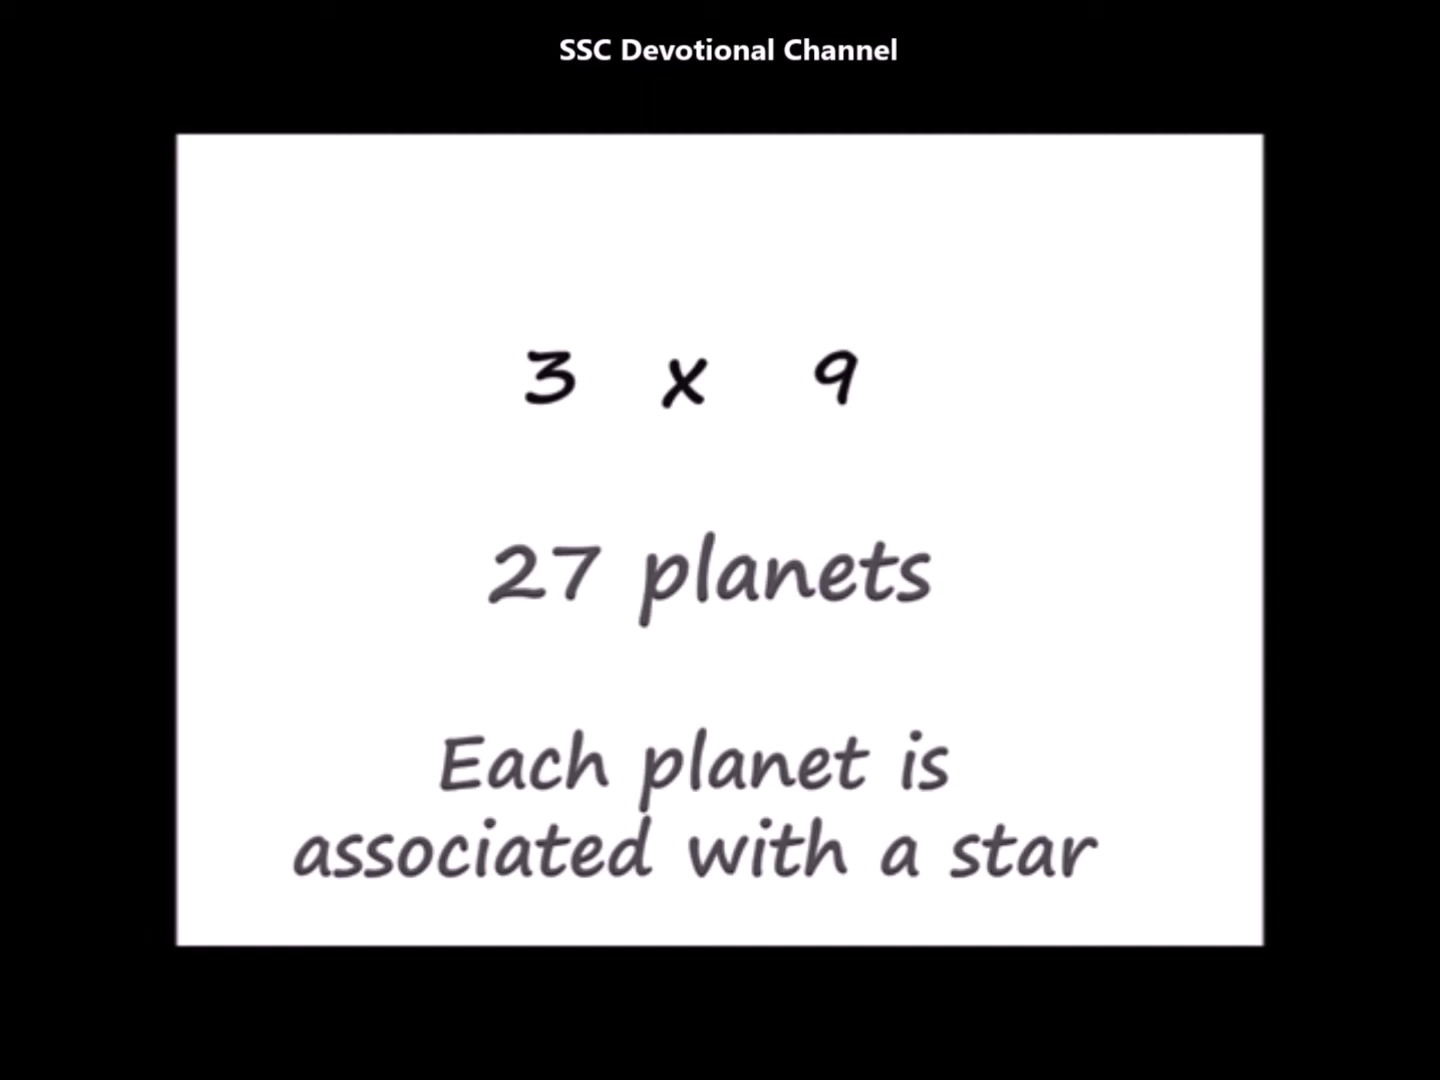 SSC Devotional Channel
3 x 9
27 planets
Each planet is
associated with a star